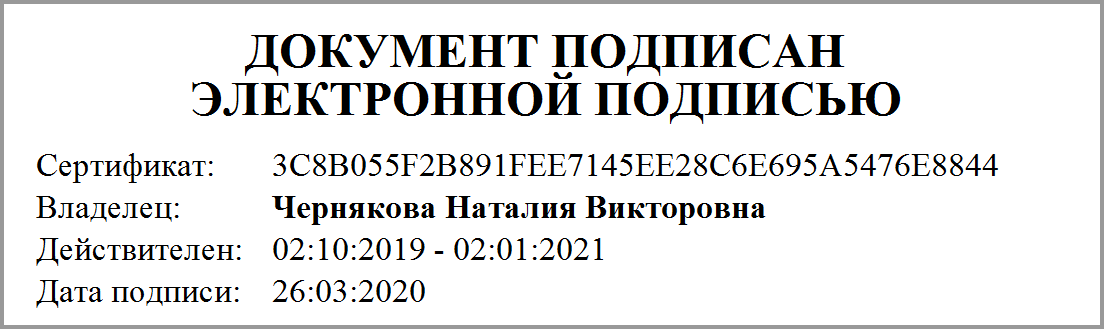 ДОКУМЕНТ ПОДПИСАН
ЭЛЕКТРОННОЙ ПОДПИСЬЮ
Сертификат: 3C8B055F2B891FEE7145EE28C6E695A5476E8844
Владелец: Чернякова Наталия Викторовна
Действителен: 02:10:2019 - 02:01:2021
Дата подписи: 26:03:2020